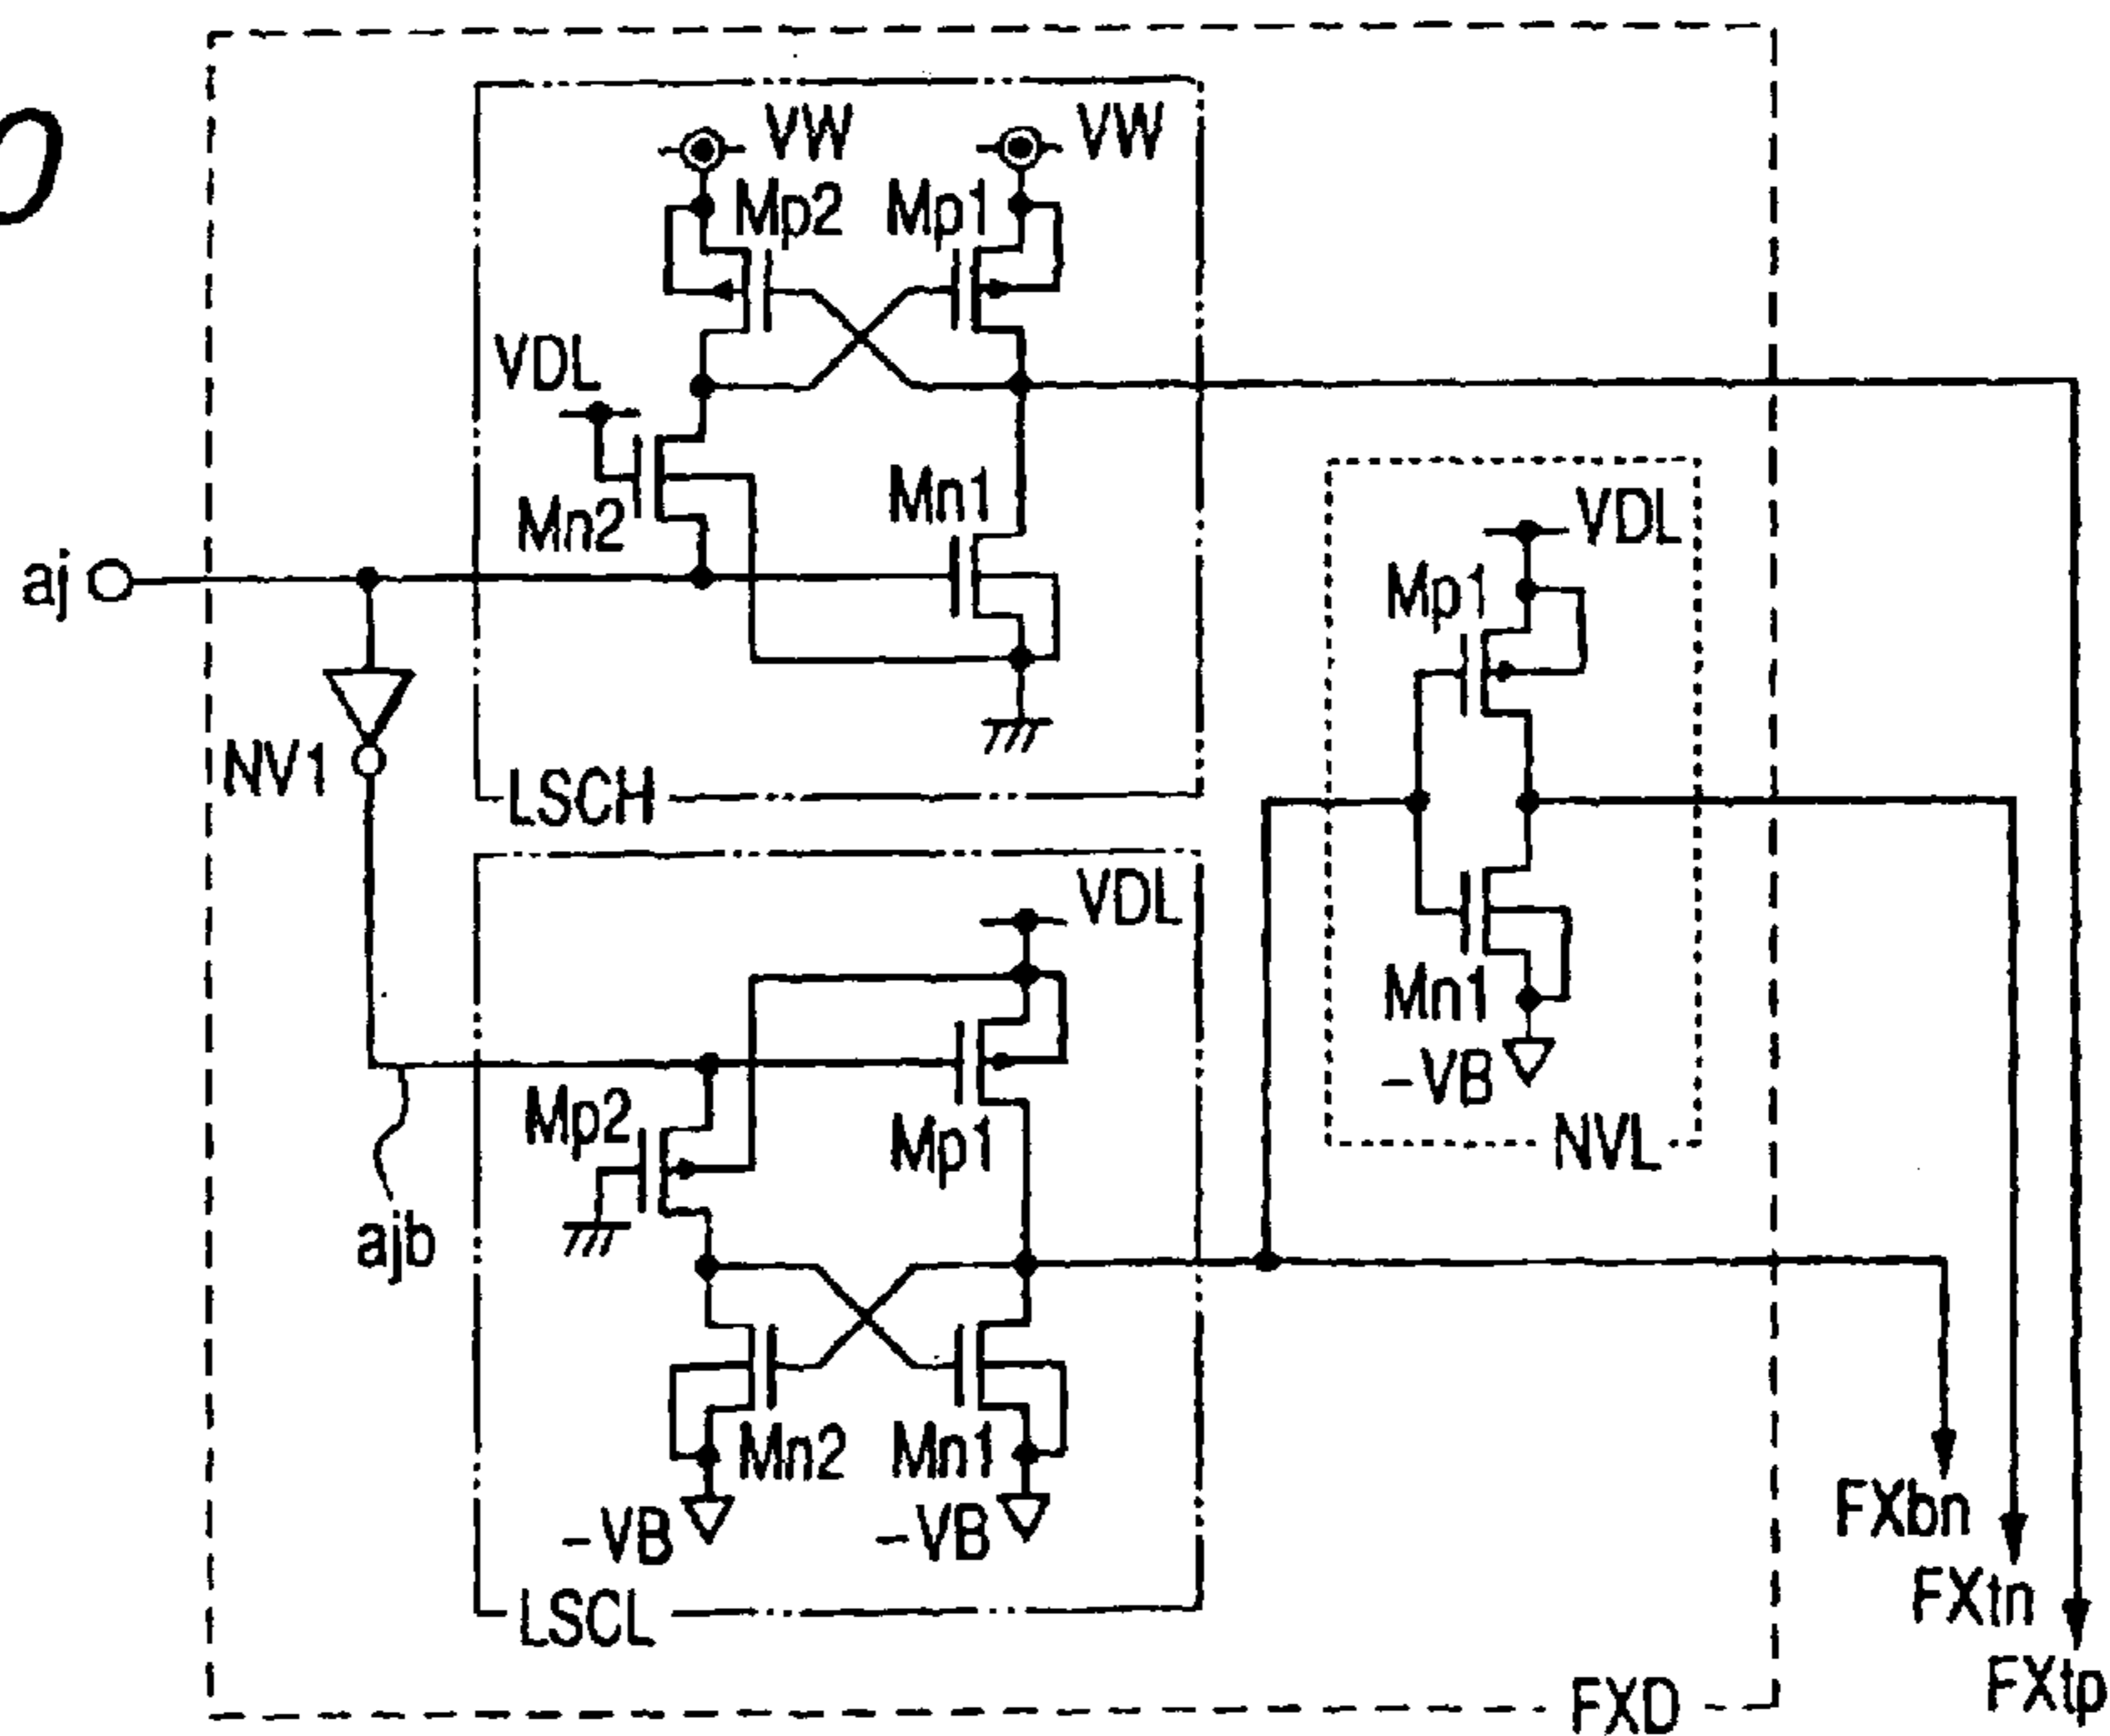 VW
VW
Mp2
Mp1
VDL
Mn2
Mn1
aj
NV1
LSCH
VDL
Mp1
Mn1
-VB
NVL
VDL
Mp2
Mp1
ajb
Mn2
Mn1
-VB
-VB
LSCL
FXbn
FXtn
FXtp
FXD